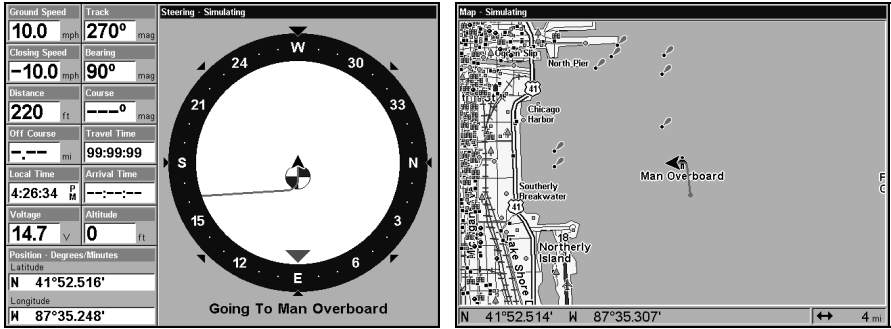 Ground Speed
10.0 mph
Track
270° mag
Closing Speed
-10.0 mph
Bearing
90° mag
Distance
220 ft
Course
---° mag
Off Course
-.-- mi
Travel Time
99:99:99
Local Time
4:26:34 PM
Arrival Time
--:--:--
Voltage
14.7 V
Altitude
0 ft
Position - Degrees/Minutes
Latitude
N 41°52.516'
Longitude
W 87°35.248'
Steering - Simulating
W
24
30
21
33
S
N
15
3
12
6
E
Going To Man Overboard
Map - Simulating
Ogden Slip
North Pier
41
Chicago
Harbor
Man Overboard
Southerly
Breakwater
41
18
Northerly
Island
Michigan
Lake Shore
N 41°52.514' W 87°35.307'
↔ 4 mi